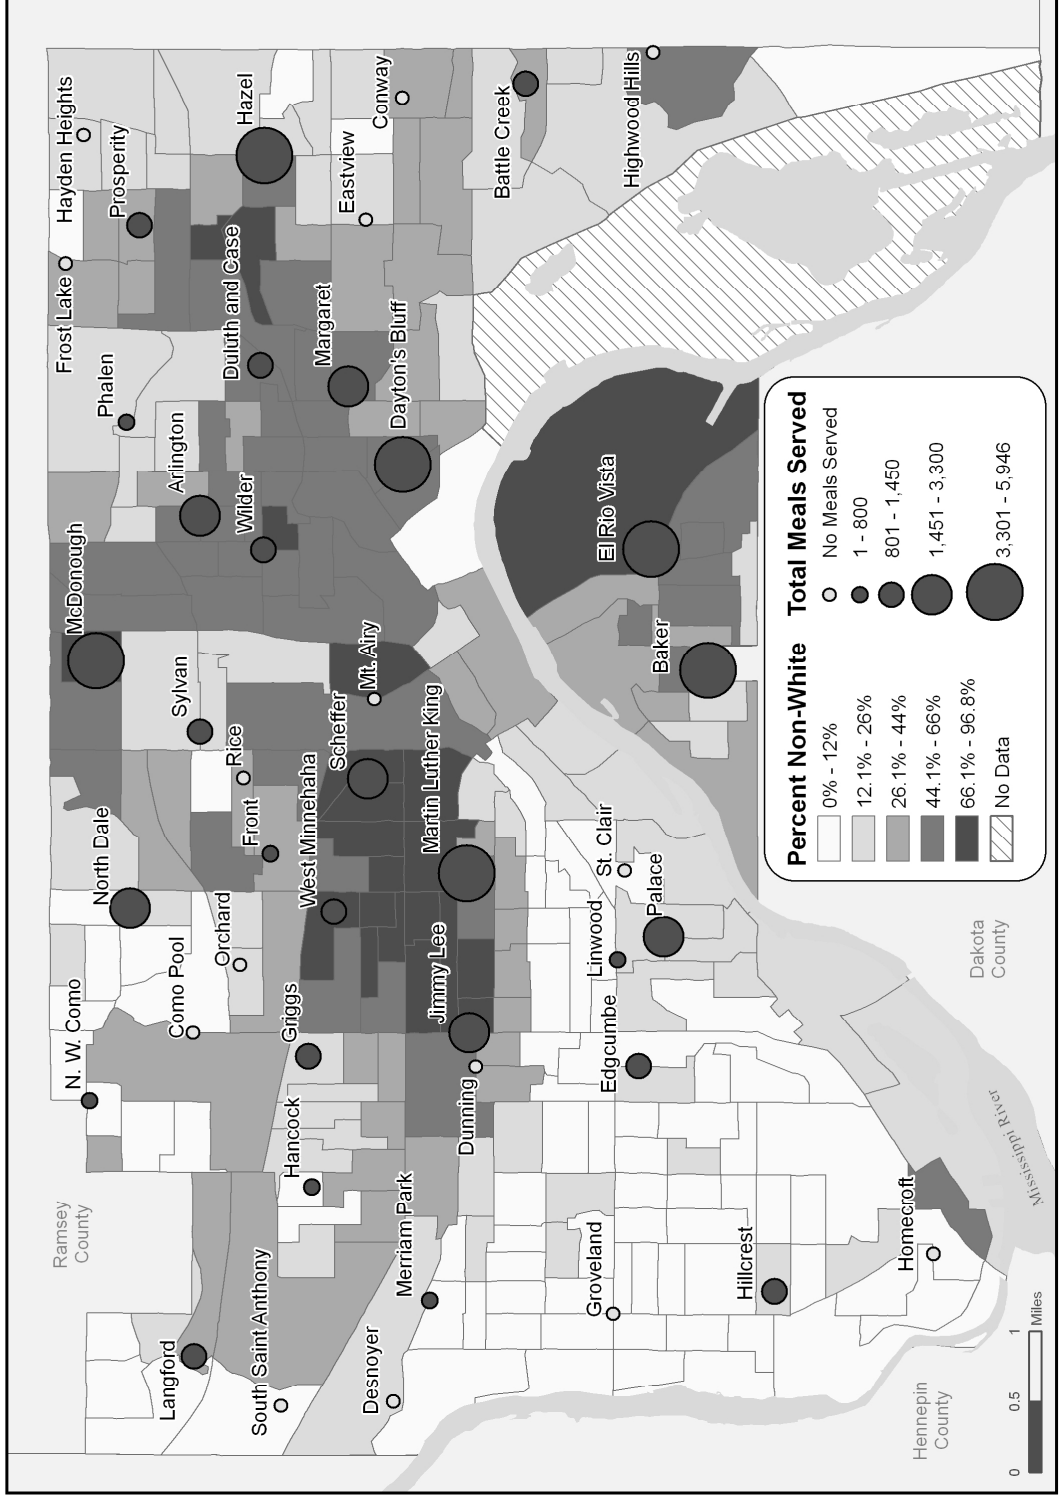 Ramsey
County
Hennepin
County
Dakota
County
Mississippi River
Langford
South Saint Anthony
Desnoyer
Merriam Park
Hancock
Griggs
N. W. Como
Como Pool
Orchard
North Dale
Front
Rice
Sylvan
McDonough
West Minnehaha
Scheffer
Mt. Airy
Martin Luther King
Jimmy Lee
Dunning
Groveland
Hillcrest
Homecroft
Edgcumbe
Linwood
Palace
St. Clair
Baker
El Rio Vista
Wilder
Arlington
Phalen
Frost Lake
Hayden Heights
Prosperity
Hazel
Duluth and Case
Margaret
Dayton's Bluff
Eastview
Conway
Battle Creek
Highwood Hills
Percent Non-White
0% - 12%
12.1% - 26%
26.1% - 44%
44.1% - 66%
66.1% - 96.8%
No Data
Total Meals Served
No Meals Served
1 - 800
801 - 1,450
1,451 - 3,300
3,301 - 5,946
0 0.5 1
Miles